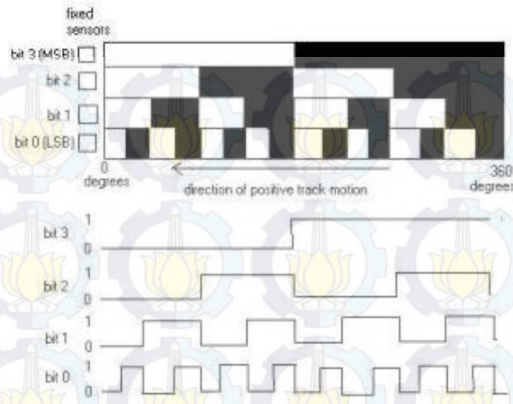 fixed
sensors
bit 3 (MSB)
bit 2
bit 1
bit 0 (LSB)
0
degrees
360
degrees
direction of positive track motion
1
bit 3
0
1
bit 2
0
1
bit 1
0
1
bit 0
0